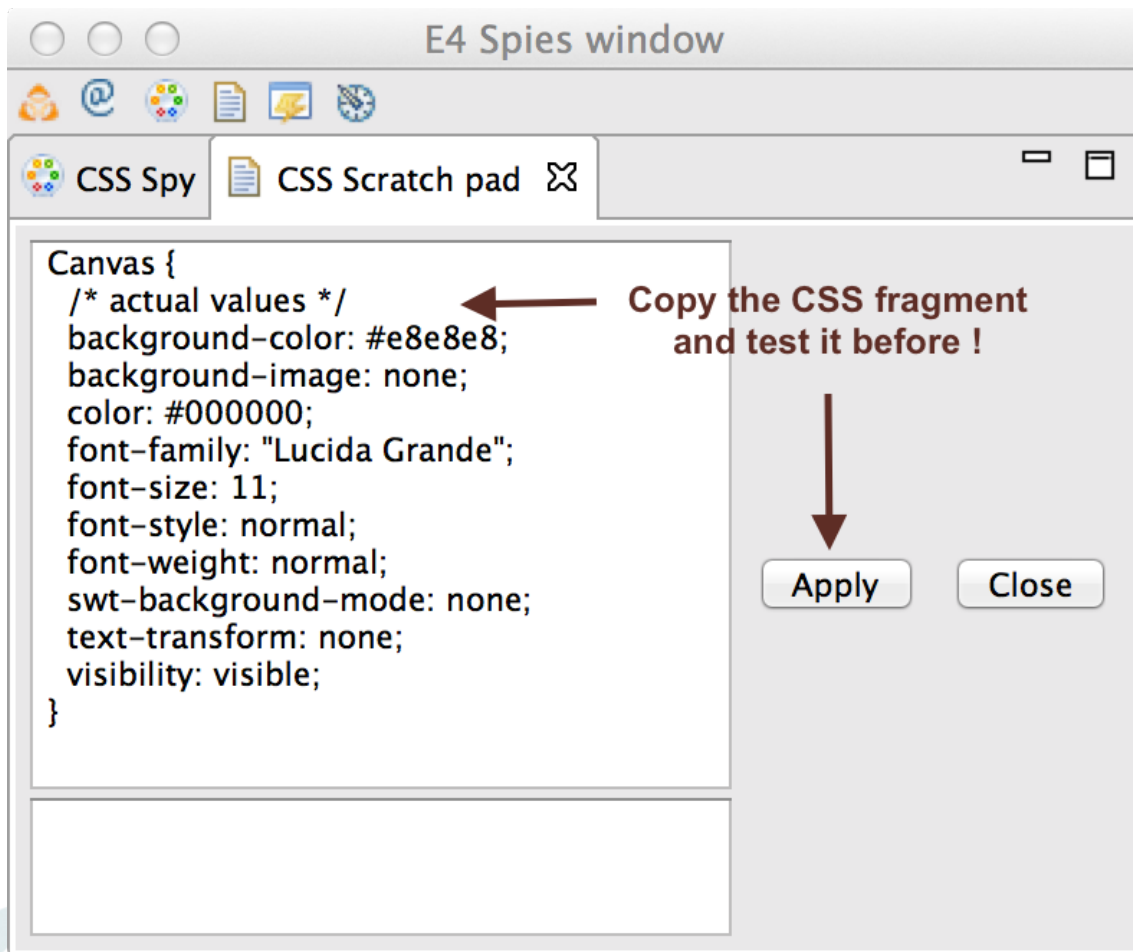 E4 Spies window
CSS Spy
CSS Scratch pad
Canvas {
/* actual values */
background-color: #e8e8e8;
background-image: none;
color: #000000;
font-family: "Lucida Grande";
font-size: 11;
font-style: normal;
font-weight: normal;
swt-background-mode: none;
text-transform: none;
visibility: visible;
}
Copy the CSS fragment
and test it before !
Apply
Close